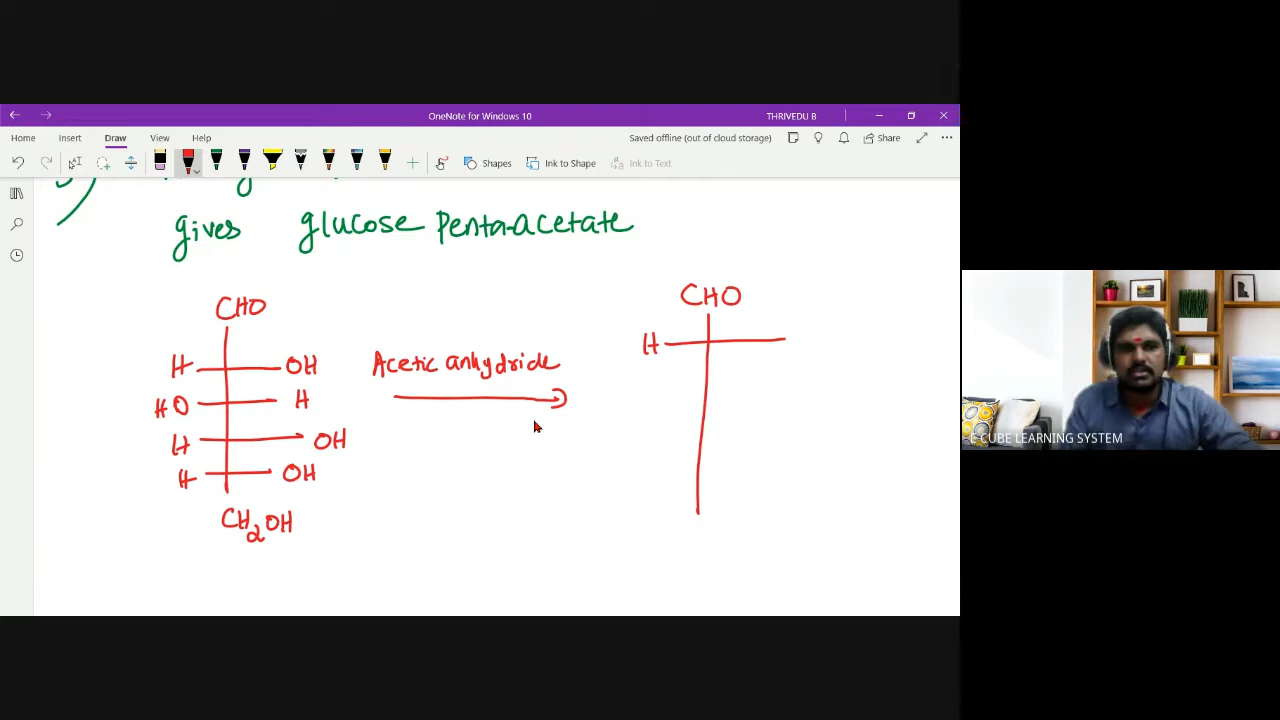 OneNote for Windows 10
THRIVEDU B
Home Insert Draw View Help
Saved offline (out of cloud storage)
Share
Shapes
Ink to Shape
Ink to Text
gives glucose penta-acetate
CHO
H OH
HO H
H OH
H OH
CH2OH
Acetic anhydride
CHO
H
E CUBE LEARNING SYSTEM